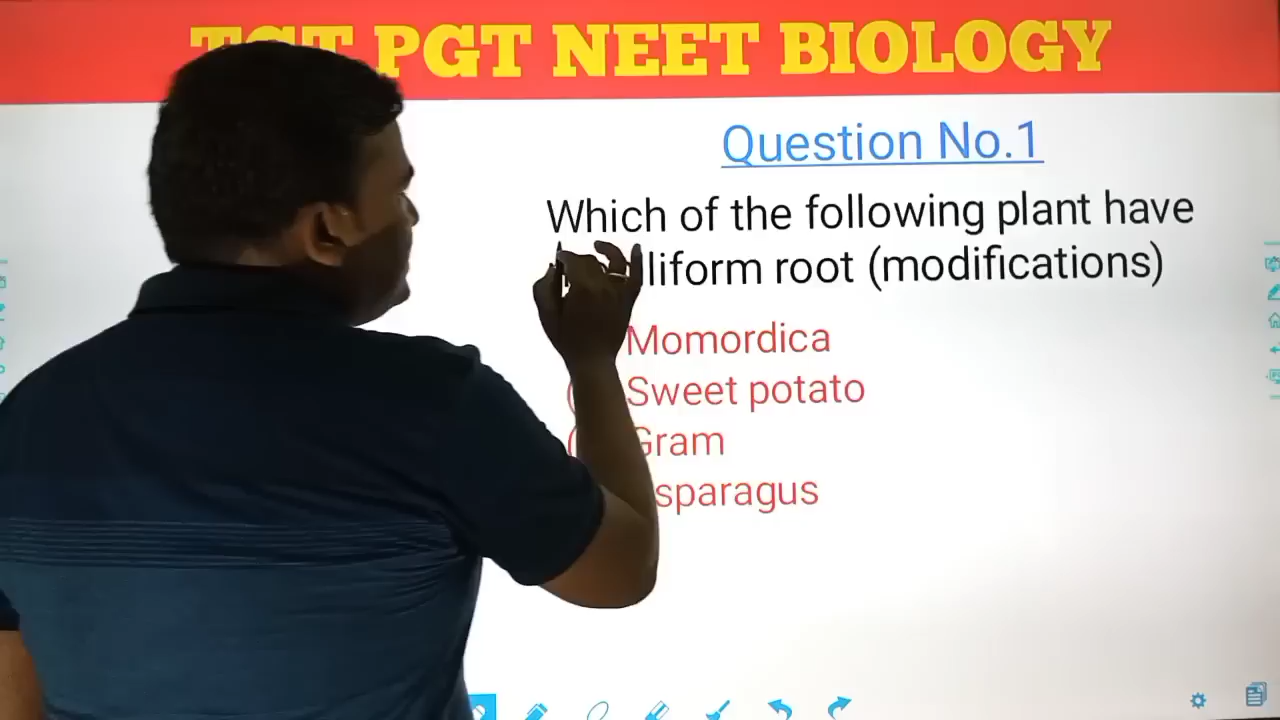 PGT NEET BIOLOGY
Question No.1
Which of the following plant have
root (modifications)
Momordica
Sweet potato
Gram